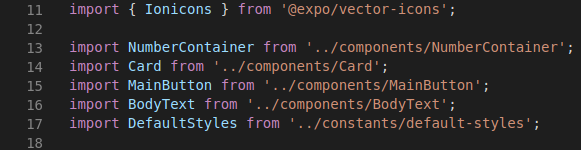 11 import { Ionicons } from '@expo/vector-icons';
12
13 import NumberContainer from '../components/NumberContainer';
14 import Card from '../components/Card';
15 import MainButton from '../components/MainButton';
16 import BodyText from '../components/BodyText';
17 import DefaultStyles from '../constants/default-styles';
18